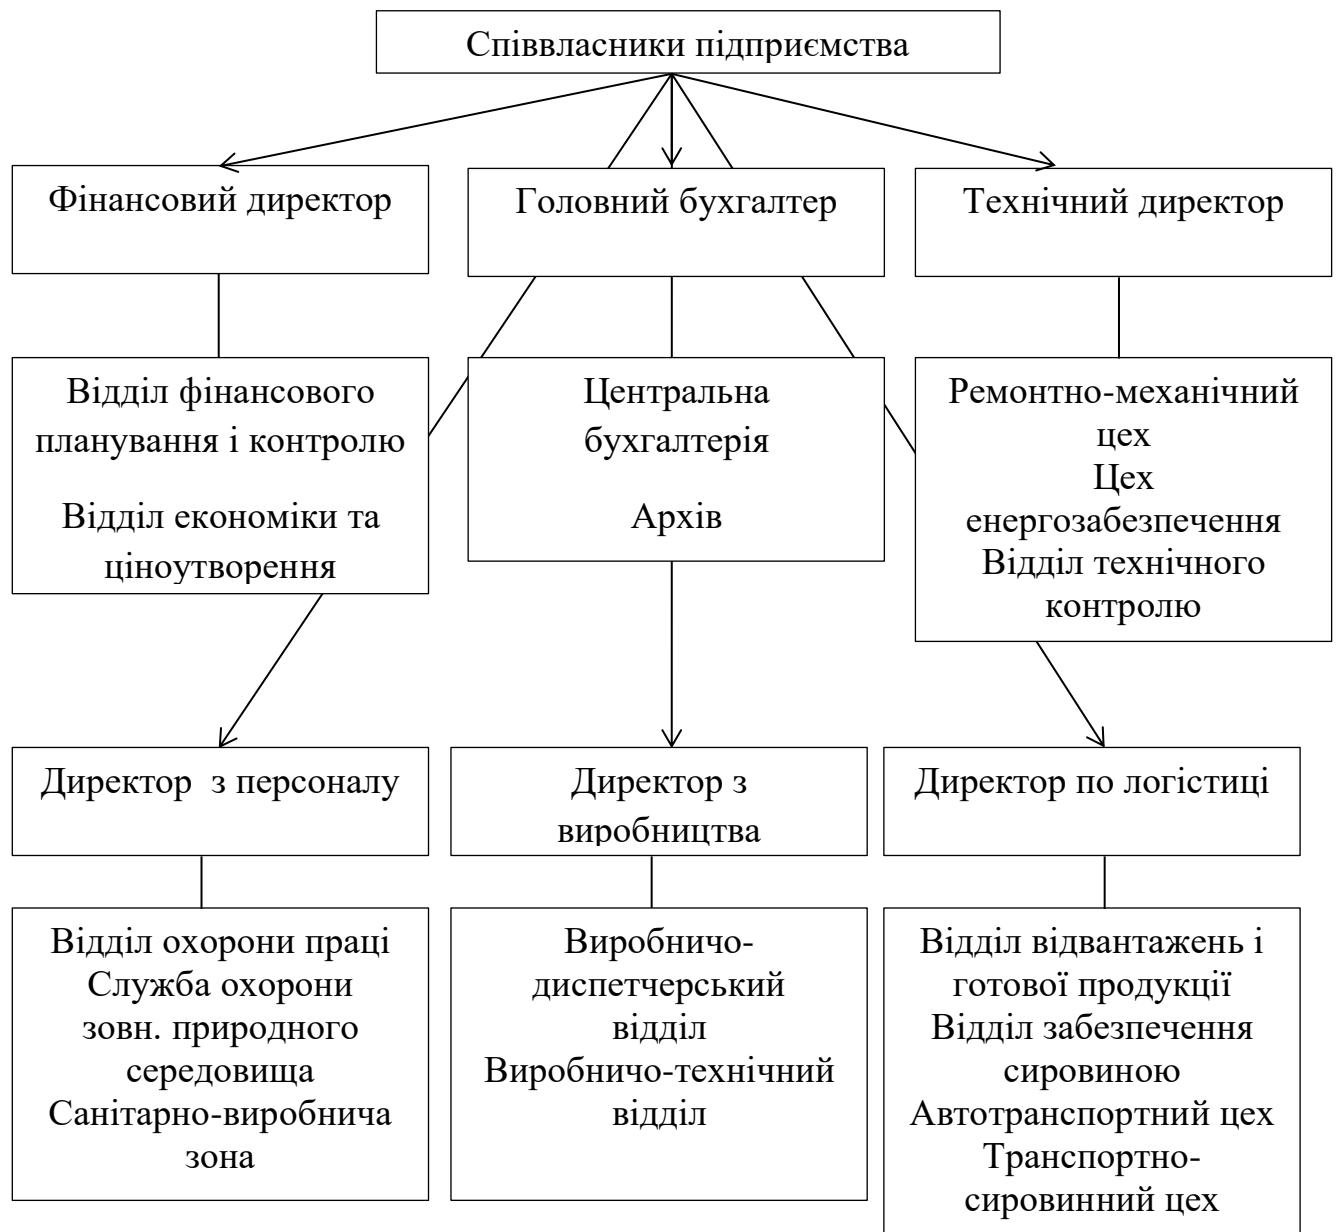 Співвласники підприємства
Фінансовий директор
Головний бухгалтер
Технічний директор
Відділ фінансового
планування і контролю
Відділ економіки та
ціноутворення
Центральна
бухгалтерія
Архів
Ремонтно-механічний
цех
Цех
енергозабезпечення
Відділ технічного
контролю
Директор з персоналу
Директор з
виробництва
Директор по логістиці
Відділ охорони праці
Служба охорони
зовн. природного
середовища
Санітарно-виробнича
зона
Виробничо-
диспетчерський
відділ
Виробничо-технічний
відділ
Відділ відвантажень і
готової продукції
Відділ забезпечення
сировиною
Автотранспортний цех
Транспортно-
сировинний цех